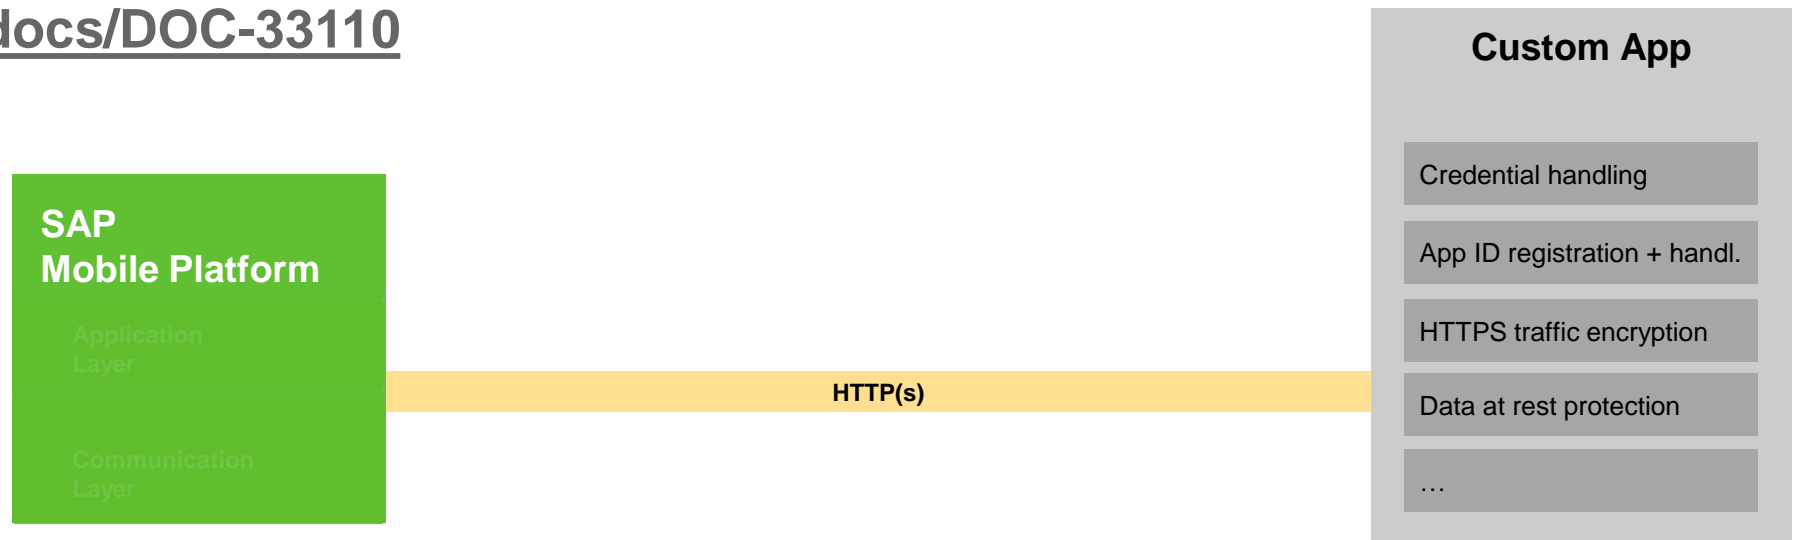 docs/DOC-33110
Custom App
SAP
Mobile Platform
Application
Layer
Communication
Layer
HTTP(s)
Credential handling
App ID registration + handl.
HTTPS traffic encryption
Data at rest protection
…